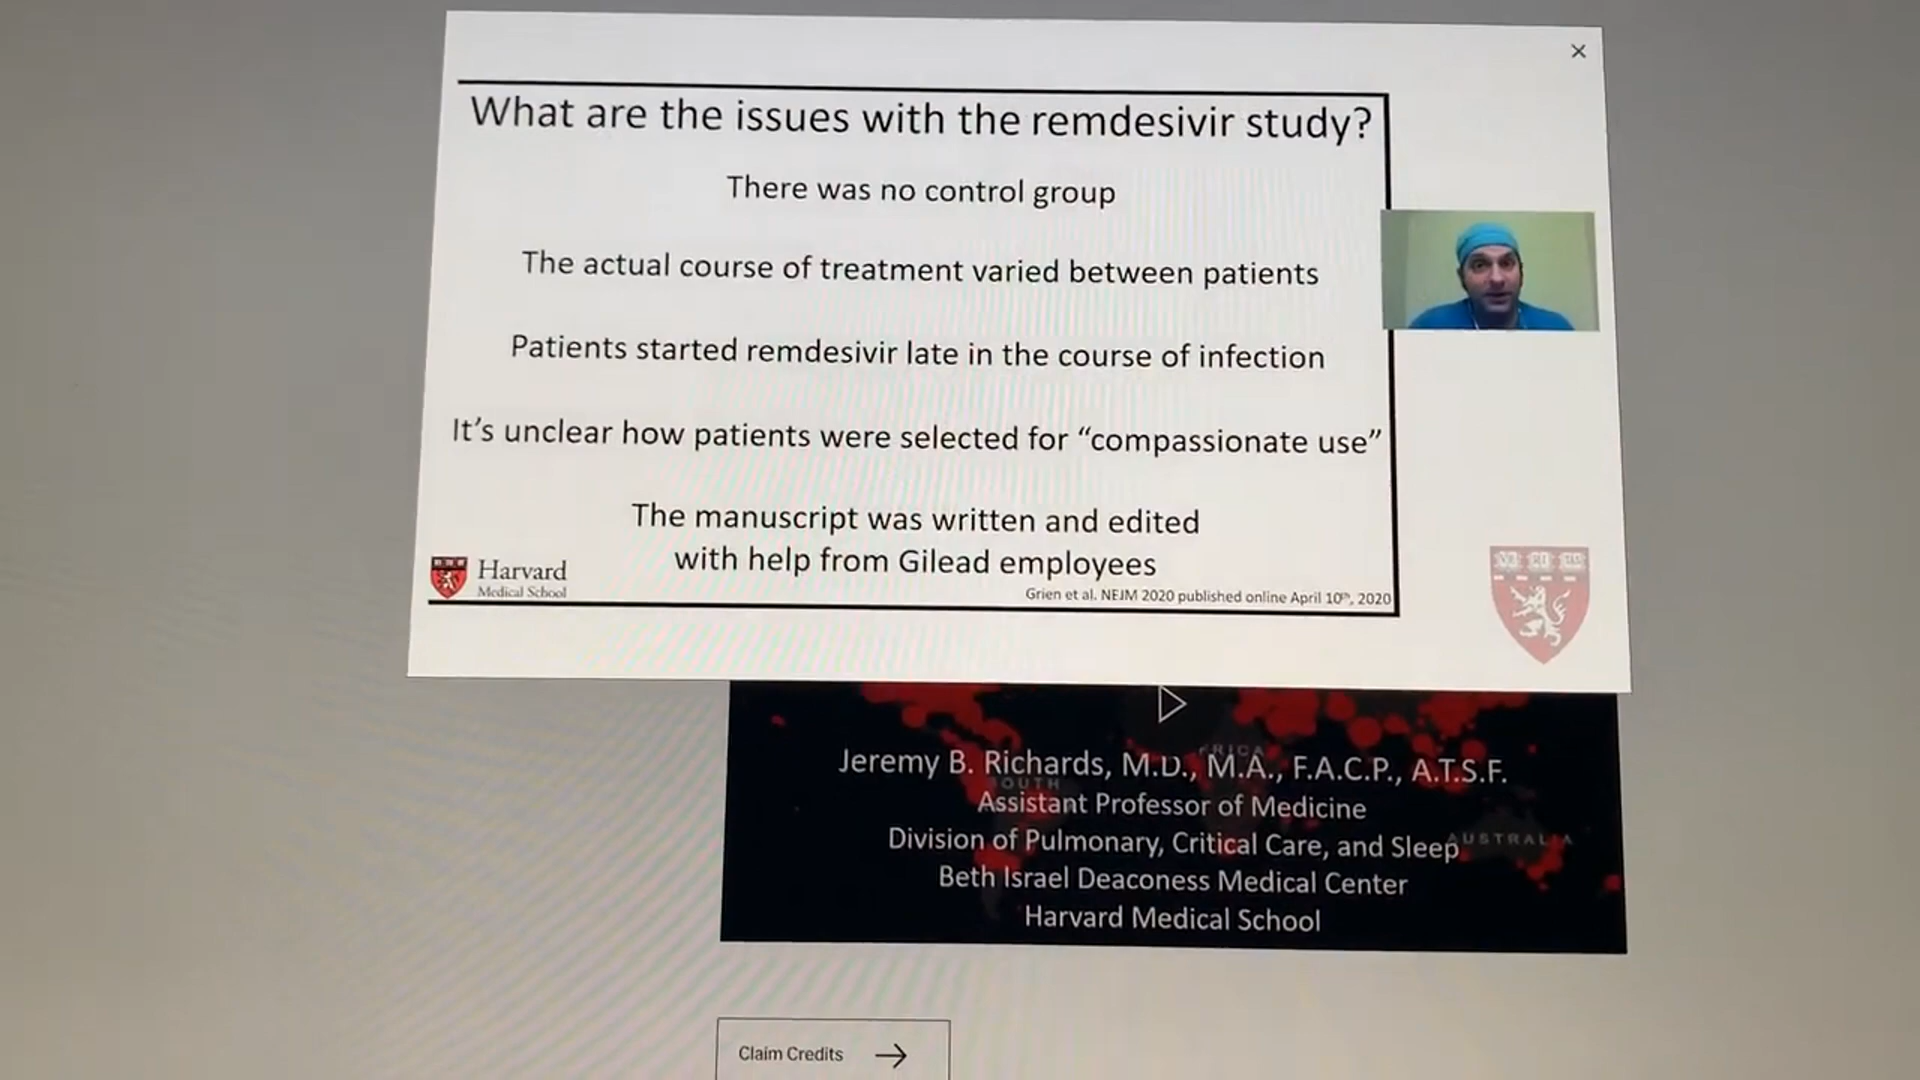 ×
What are the issues with the remdesivir study?
There was no control group
The actual course of treatment varied between patients
Patients started remdesivir late in the course of infection
It’s unclear how patients were selected for “compassionate use”
The manuscript was written and edited
with help from Gilead employees
Harvard
Medical School
Grien et al. NEJM 2020 published online April 10th, 2020
Jeremy B. Richards, M.D., M.A., F.A.C.P., A.T.S.F.
Assistant Professor of Medicine
Division of Pulmonary, Critical Care, and Sleep
AUSTRALIA
Beth Israel Deaconess Medical Center
Harvard Medical School
Claim Credits →